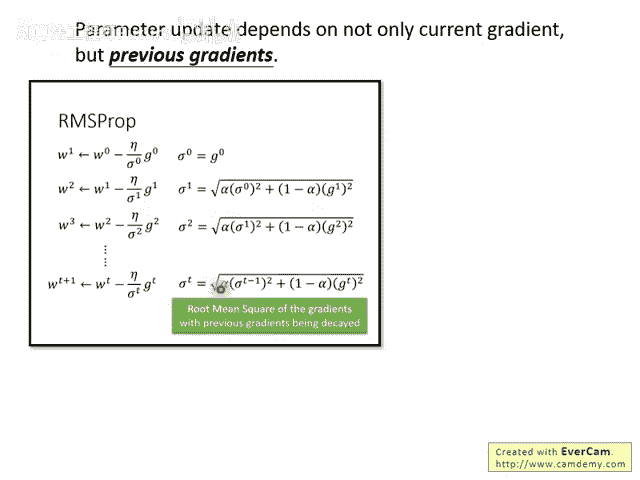 Parameter update depends on not only current gradient,
but previous gradients.
RMSProp
w¹ ← w⁰ − η/σ⁰ g⁰ σ⁰ = g⁰
w² ← w¹ − η/σ¹ g¹ σ¹ = √(α(σ⁰)² + (1 − α)(g¹)²)
w³ ← w² − η/σ² g² σ² = √(α(σ¹)² + (1 − α)(g²)²)
⋮
wᵗ⁺¹ ← wᵗ − η/σᵗ gᵗ σᵗ = √(α(σᵗ⁻¹)² + (1 − α)(gᵗ)²)
Root Mean Square of the gradients
with previous gradients being decayed
Created with EverCam.
http://www.camdemy.com